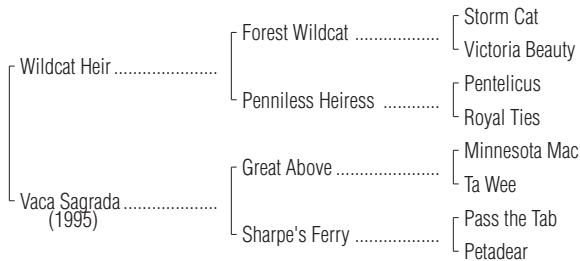 Storm Cat
Forest Wildcat ..................
Victoria Beauty
Wildcat Heir......................
Pentelicus
Penniless Heiress ............
Royal Ties
Minnesota Mac
Great Above ......................
Ta Wee
Vaca Sagrada....................
(1995)
Pass the Tab
Sharpe's Ferry ..................
Petadear